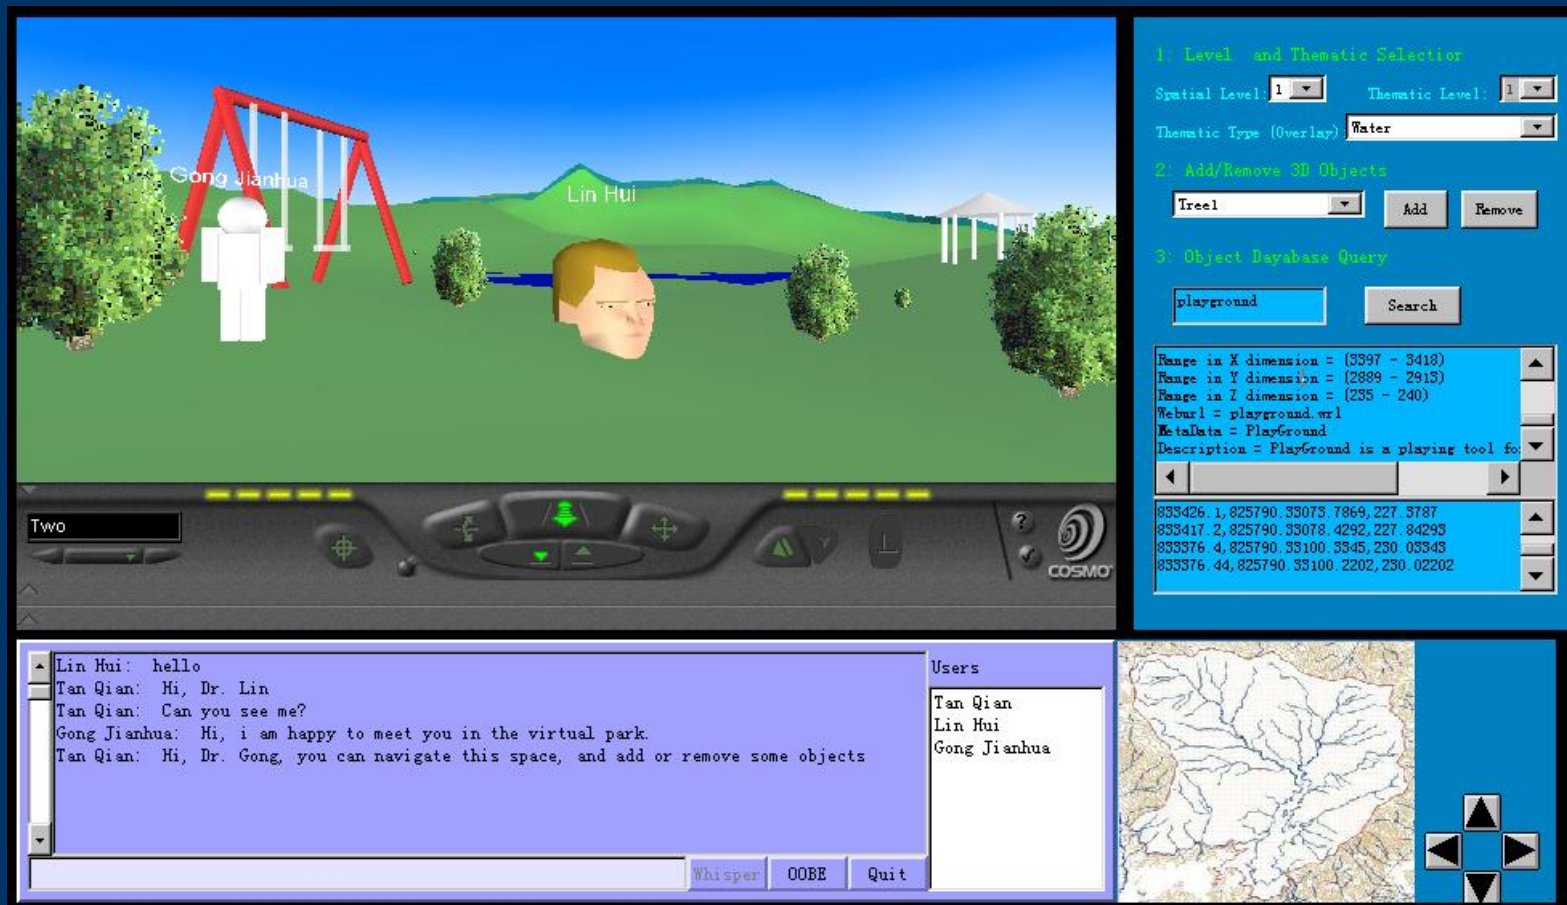 Gong Jianhua
Lin Hui
Two
?
COSMO
1: Level and Thematic Selectior
Spatial Level: 1 Thematic Level: 1
Thematic Type (Overlay) Water
2: Add/Remove 3D Objects
Tree1 Add Remove
3: Object Dayabase Query
playground Search
Range in X dimension = (3397 - 3418)
Range in Y dimension = (2889 - 2913)
Range in Z dimension = (235 - 240)
Weburl = playground.wrl
MetaData = PlayGround
Description = PlayGround is a playing tool fo
833426.1,825790.33073.7869,227.3787
833417.2,825790.33078.4292,227.84293
833376.4,825790.33100.3345,230.03343
833376.44,825790.33100.2202,230.02202
Lin Hui: hello
Tan Qian: Hi, Dr. Lin
Tan Qian: Can you see me?
Gong Jianhua: Hi, i am happy to meet you in the virtual park.
Tan Qian: Hi, Dr. Gong, you can navigate this space, and add or remove some objects
Whisper OOBE Quit
Users
Tan Qian
Lin Hui
Gong Jianhua